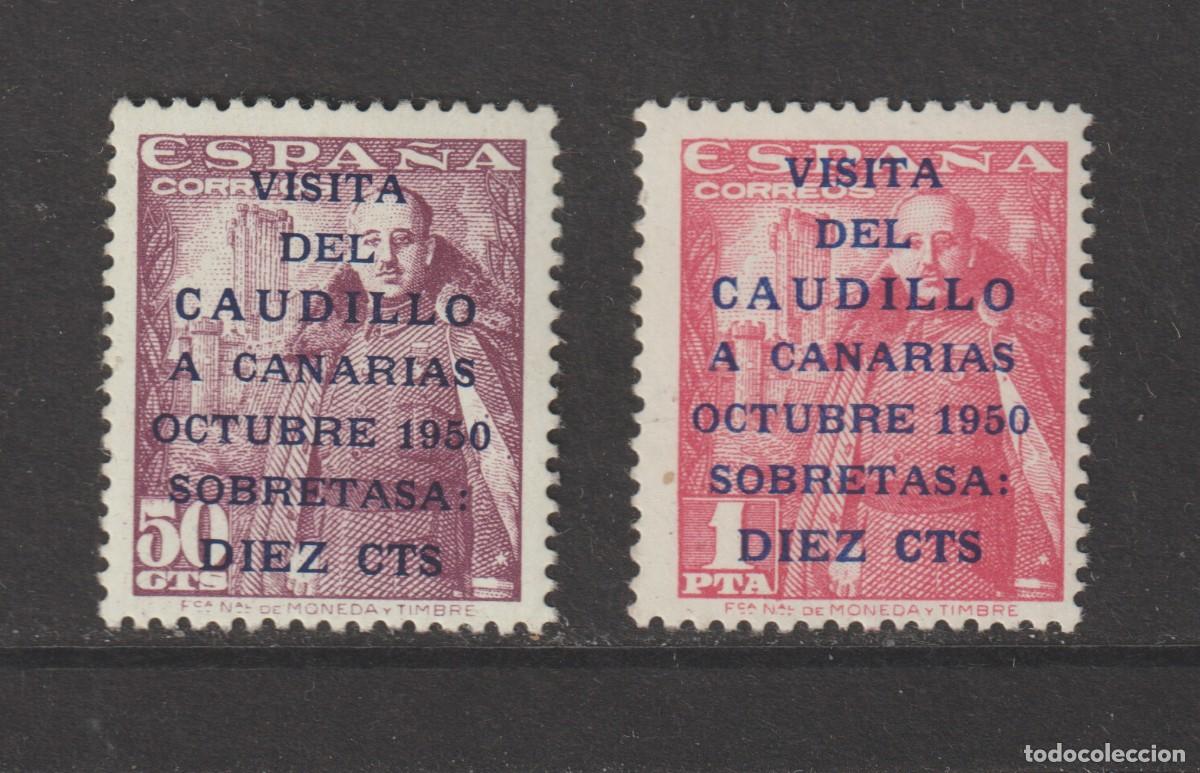 ESPAÑA
CORREOS
VISITA
DEL
CAUDILLO
A CANARIAS
OCTUBRE 1950
SOBRETASA:
DIEZ CTS
50
CTS
FCA NAL DE MONEDA Y TIMBRE
ESPAÑA
CORREOS
VISITA
DEL
CAUDILLO
A CANARIAS
OCTUBRE 1950
SOBRETASA:
DIEZ CTS
1
PTA
FCA NAL DE MONEDA Y TIMBRE
todocoleccion